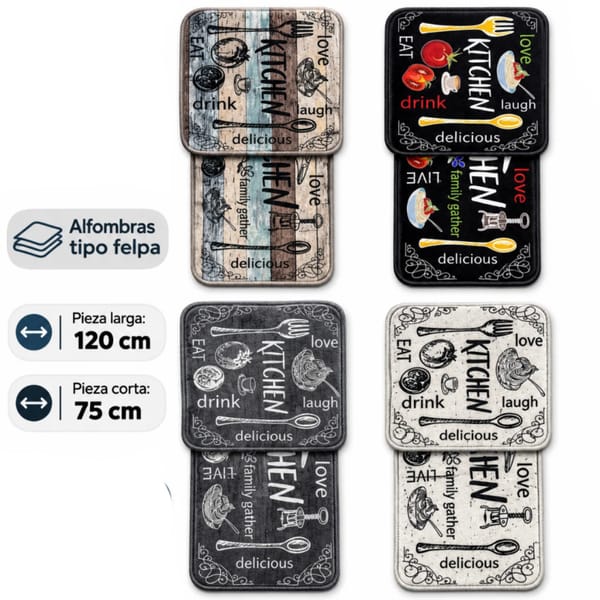 Alfombras
tipo felpa
Pieza larga:
120 cm
Pieza corta:
75 cm
EAT
KITCHEN
love
drink
laugh
delicious
HEN
love
family gather
delicious
EAT
KITCHEN
love
drink
laugh
delicious
LIVE
HEN
love
family gather
delicious
EAT
KITCHEN
love
drink
laugh
delicious
LIVE
HEN
love
family gather
delicious
EAT
KITCHEN
love
drink
laugh
delicious
LIVE
HEN
love
family gather
delicious